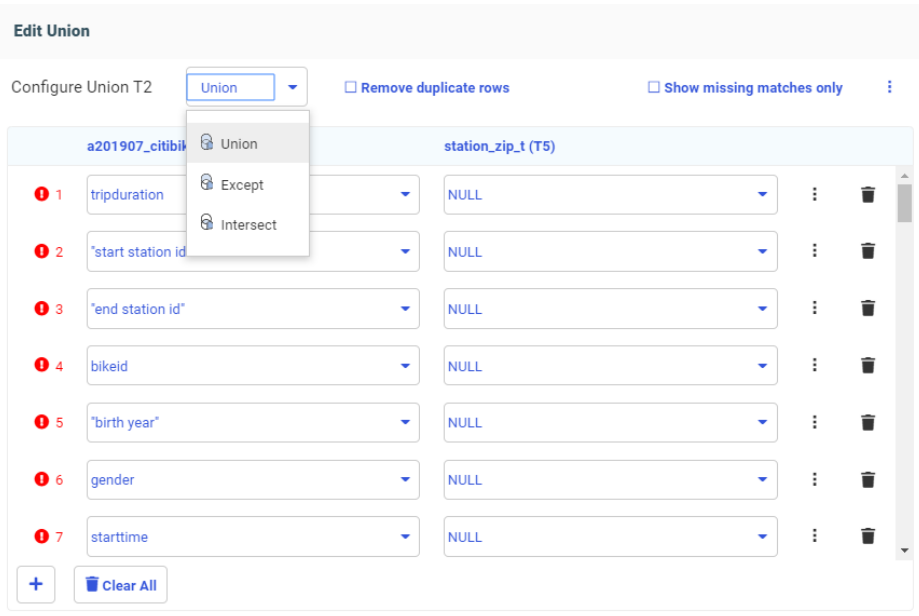 Edit Union
Configure Union T2 Union Remove duplicate rows Show missing matches only
Union
Except
Intersect
a201907_citibik station_zip_t (T5)
1 tripduration NULL
2 "start station id NULL
3 "end station id" NULL
4 bikeid NULL
5 "birth year" NULL
6 gender NULL
7 starttime NULL
+ Clear All